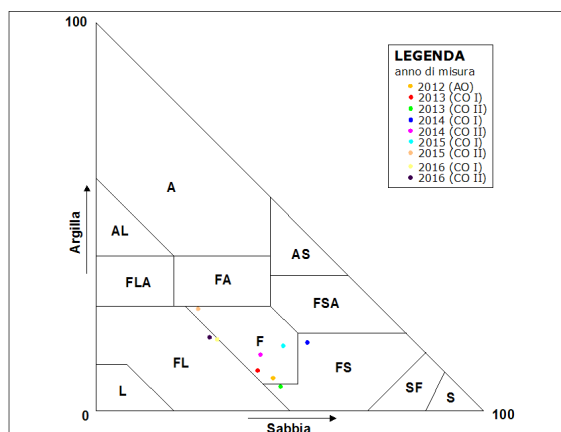 100
LEGENDA
anno di misura
2012 (AO)
2013 (CO I)
2013 (CO II)
2014 (CO I)
2014 (CO II)
2015 (CO I)
2015 (CO II)
2016 (CO I)
2016 (CO II)
A
Argilla
AL
AS
FLA
FA
FSA
F
FL
FS
L
SF
S
0
100
Sabbia